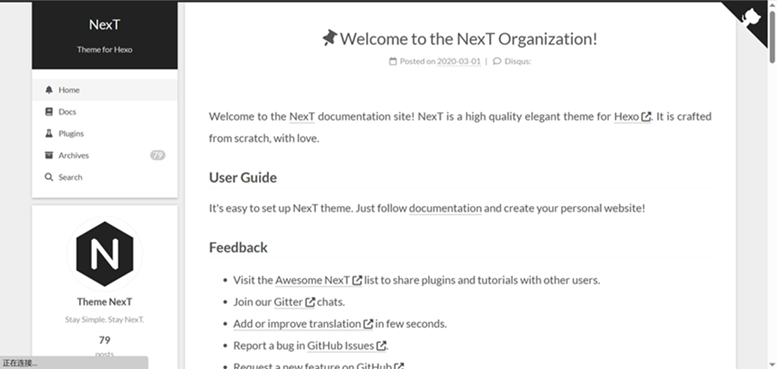 NexT
Theme for Hexo
Home
Docs
Plugins
Archives 79
Search
N
Theme NexT
Stay Simple. Stay NexT.
79
posts
正在连接...
Welcome to the NexT Organization!
Posted on 2020-03-01 | Disqus:
Welcome to the NexT documentation site! NexT is a high quality elegant theme for Hexo. It is crafted
from scratch, with love.
User Guide
It's easy to set up NexT theme. Just follow documentation and create your personal website!
Feedback
• Visit the Awesome NexT list to share plugins and tutorials with other users.
• Join our Gitter chats.
• Add or improve translation in few seconds.
• Report a bug in GitHub Issues.
• Request a new feature on GitHub.